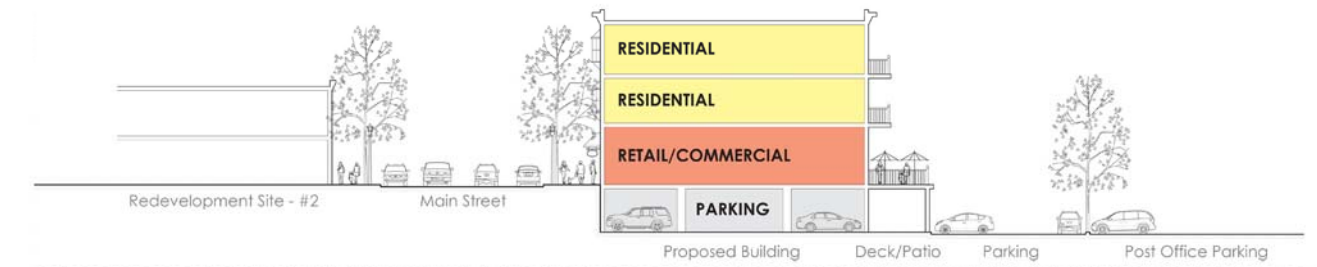 RESIDENTIAL
RESIDENTIAL
RETAIL/COMMERCIAL
PARKING
Redevelopment Site - #2
Main Street
Proposed Building
Deck/Patio
Parking
Post Office Parking